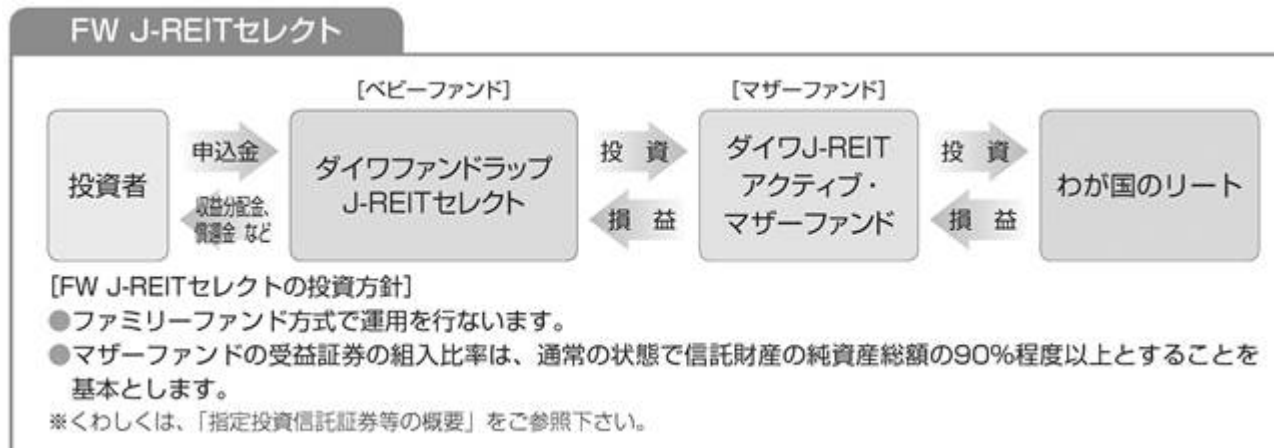 FW J-REITセレクト
[ベビーファンド]
[マザーファンド]
投資者
申込金
収益分配金、
償還金 など
ダイワファンドラップ
J-REITセレクト
投 資
損 益
ダイワJ-REIT
アクティブ・
マザーファンド
投 資
損 益
わが国のリート
[FW J-REITセレクトの投資方針]
●ファミリーファンド方式で運用を行ないます。
●マザーファンドの受益証券の組入比率は、通常の状態で信託財産の純資産総額の90%程度以上とすることを
基本とします。
※くわしくは、「指定投資信託証券等の概要」をご参照下さい。